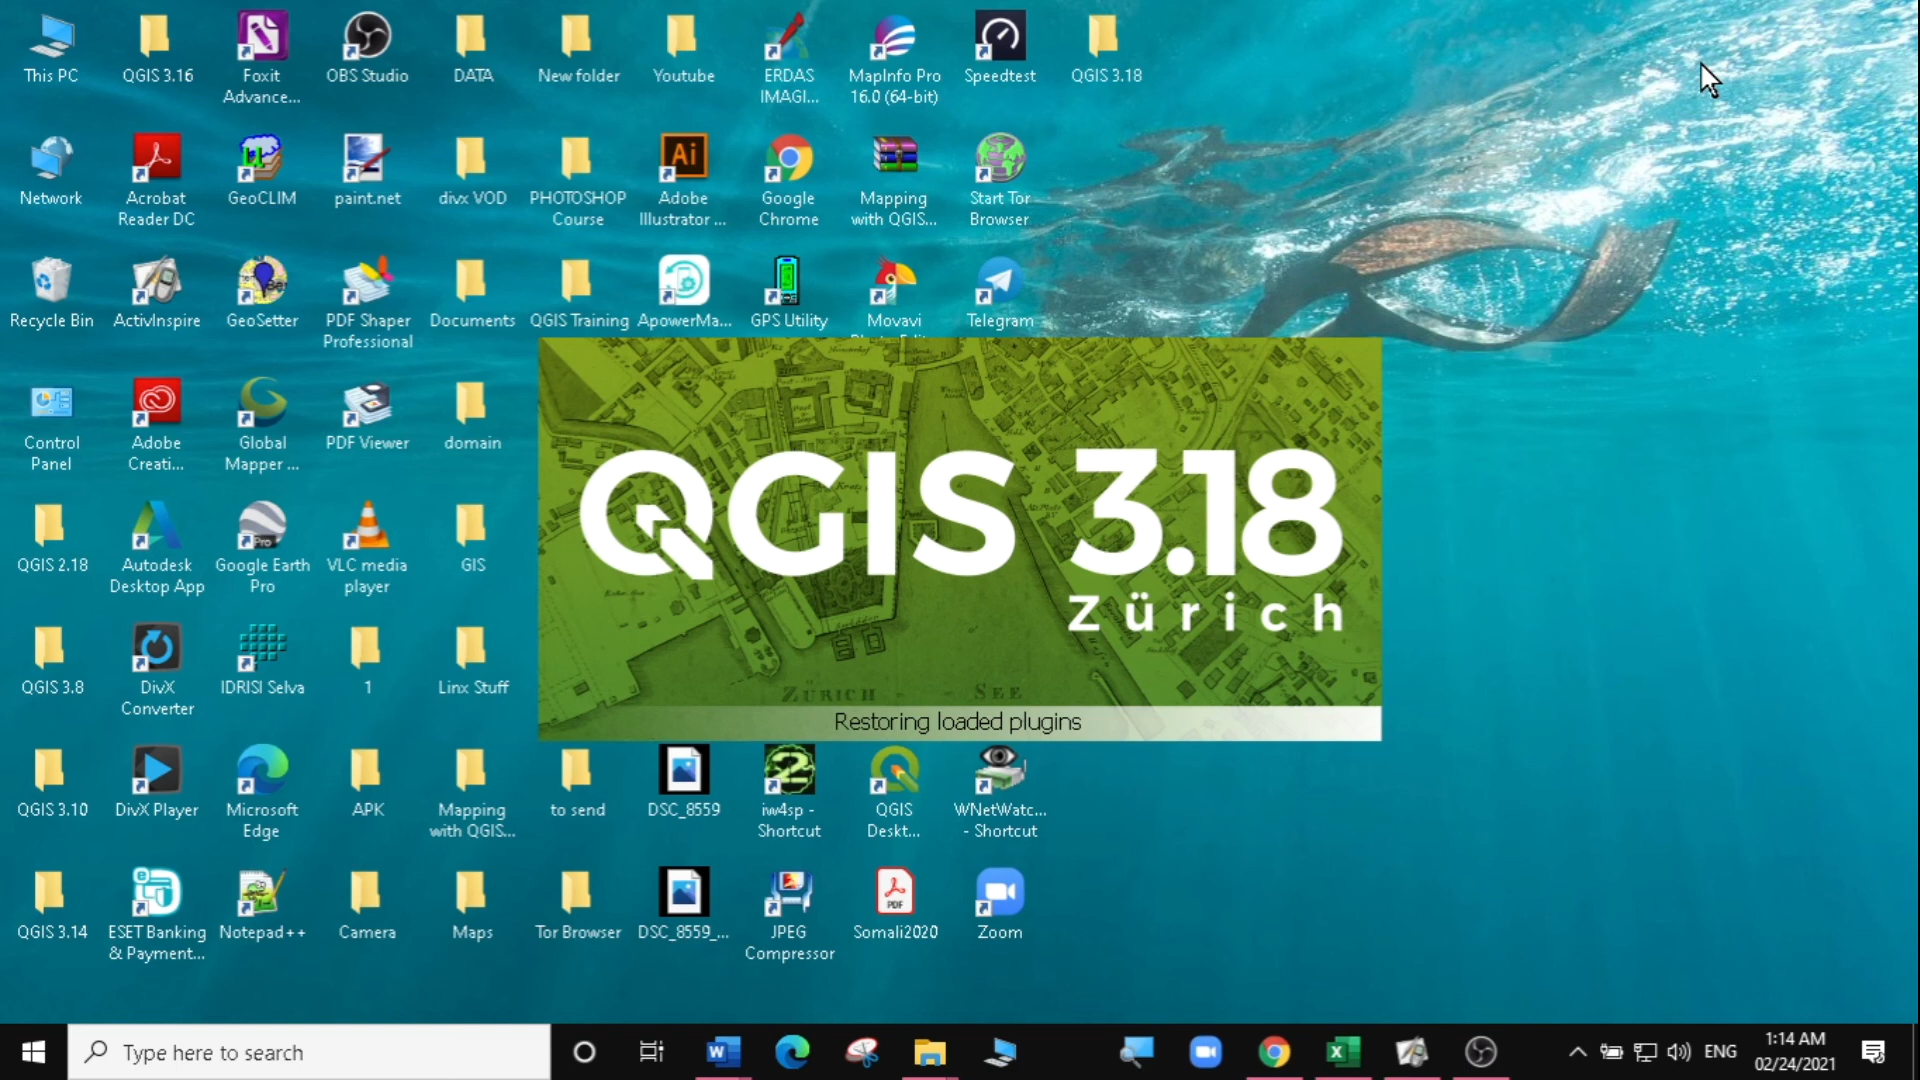 This PC
QGIS 3.16
Foxit
Advance...
OBS Studio
DATA
New folder
Youtube
ERDAS
IMAGI...
MapInfo Pro
16.0 (64-bit)
Speedtest
QGIS 3.18
Network
Acrobat
Reader DC
GeoCLIM
paint.net
divx VOD
PHOTOSHOP
Course
Adobe
Illustrator ...
Google
Chrome
Mapping
with QGIS...
Start Tor
Browser
Recycle Bin
ActivInspire
GeoSetter
PDF Shaper
Professional
Documents
QGIS Training
ApowerMa...
GPS Utility
Movavi
Telegram
Control
Panel
Adobe
Creati...
Global
Mapper ...
PDF Viewer
domain
QGIS 2.18
Autodesk
Desktop App
Google Earth
Pro
VLC media
player
GIS
QGIS 3.18
Zürich
ZÜRICH - SEE
Restoring loaded plugins
QGIS 3.8
DivX
Converter
IDRISI Selva
1
Linx Stuff
QGIS 3.10
DivX Player
Microsoft
Edge
APK
Mapping
with QGIS...
to send
DSC_8559
iw4sp -
Shortcut
QGIS
Deskt...
WNetWatc...
- Shortcut
QGIS 3.14
ESET Banking
& Payment...
Notepad++
Camera
Maps
Tor Browser
DSC_8559_...
JPEG
Compressor
Somali2020
Zoom
Type here to search
ENG
1:14 AM
02/24/2021